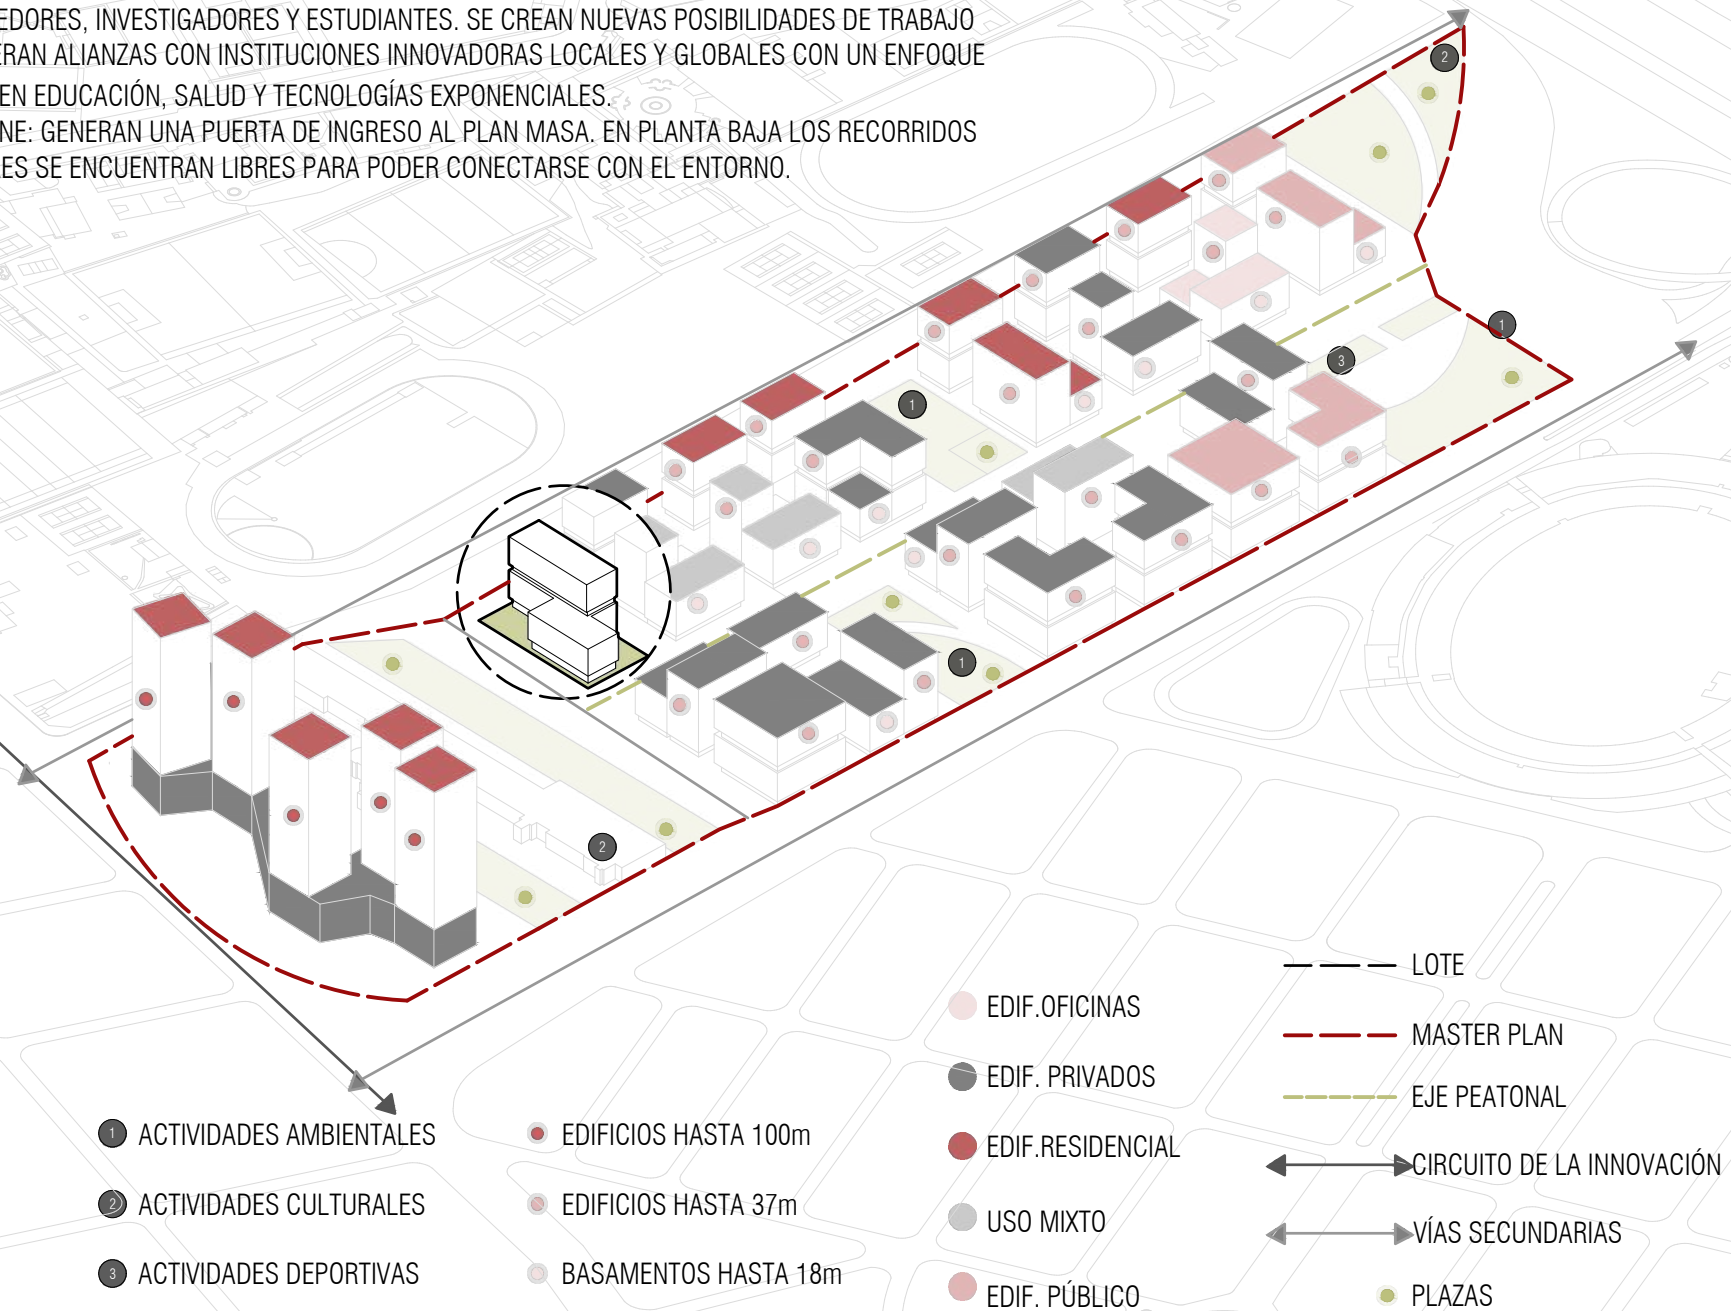 EDORES, INVESTIGADORES Y ESTUDIANTES. SE CREAN NUEVAS POSIBILIDADES DE TRABAJO
ERAN ALIANZAS CON INSTITUCIONES INNOVADORAS LOCALES Y GLOBALES CON UN ENFOQUE
EN EDUCACIÓN, SALUD Y TECNOLOGÍAS EXPONENCIALES.
NE: GENERAN UNA PUERTA DE INGRESO AL PLAN MASA. EN PLANTA BAJA LOS RECORRIDOS
LES SE ENCUENTRAN LIBRES PARA PODER CONECTARSE CON EL ENTORNO.
2
1
3
1
1
2
1 ACTIVIDADES AMBIENTALES
2 ACTIVIDADES CULTURALES
3 ACTIVIDADES DEPORTIVAS
EDIFICIOS HASTA 100m
EDIFICIOS HASTA 37m
BASAMENTOS HASTA 18m
EDIF.OFICINAS
EDIF. PRIVADOS
EDIF.RESIDENCIAL
USO MIXTO
EDIF. PÚBLICO
LOTE
MASTER PLAN
EJE PEATONAL
CIRCUITO DE LA INNOVACIÓN
VÍAS SECUNDARIAS
PLAZAS